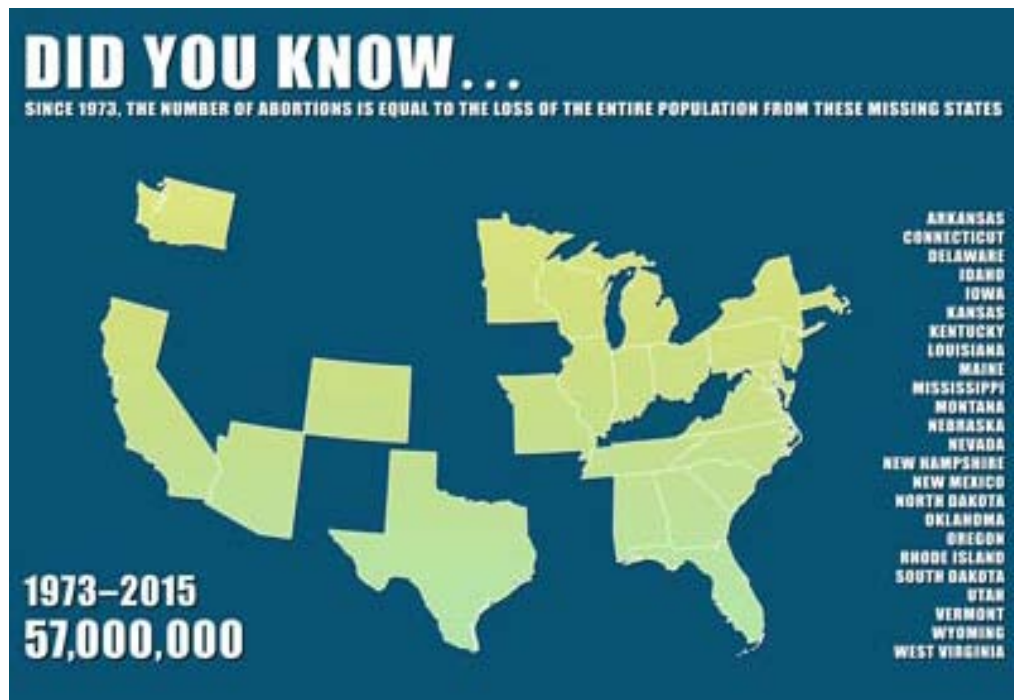 DID YOU KNOW...
SINCE 1973, THE NUMBER OF ABORTIONS IS EQUAL TO THE LOSS OF THE ENTIRE POPULATION FROM THESE MISSING STATES
ARKANSAS
CONNECTICUT
DELAWARE
IDAHO
IOWA
KANSAS
KENTUCKY
LOUISIANA
MAINE
MISSISSIPPI
MONTANA
NEBRASKA
NEVADA
NEW HAMPSHIRE
NEW MEXICO
NORTH DAKOTA
OKLAHOMA
OREGON
RHODE ISLAND
SOUTH DAKOTA
UTAH
VERMONT
WYOMING
WEST VIRGINIA
1973–2015
57,000,000